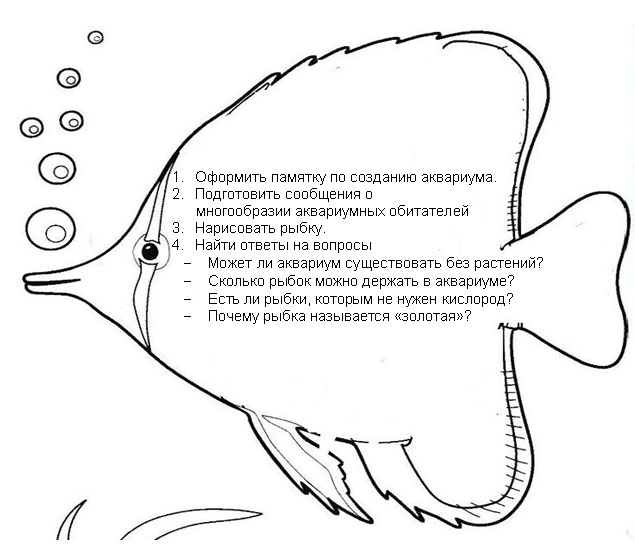 1. Оформить памятку по созданию аквариума.
2. Подготовить сообщения о
многообразии аквариумных обитателей
3. Нарисовать рыбку.
4. Найти ответы на вопросы
– Может ли аквариум существовать без растений?
– Сколько рыбок можно держать в аквариуме?
– Есть ли рыбки, которым не нужен кислород?
– Почему рыбка называется «золотая»?